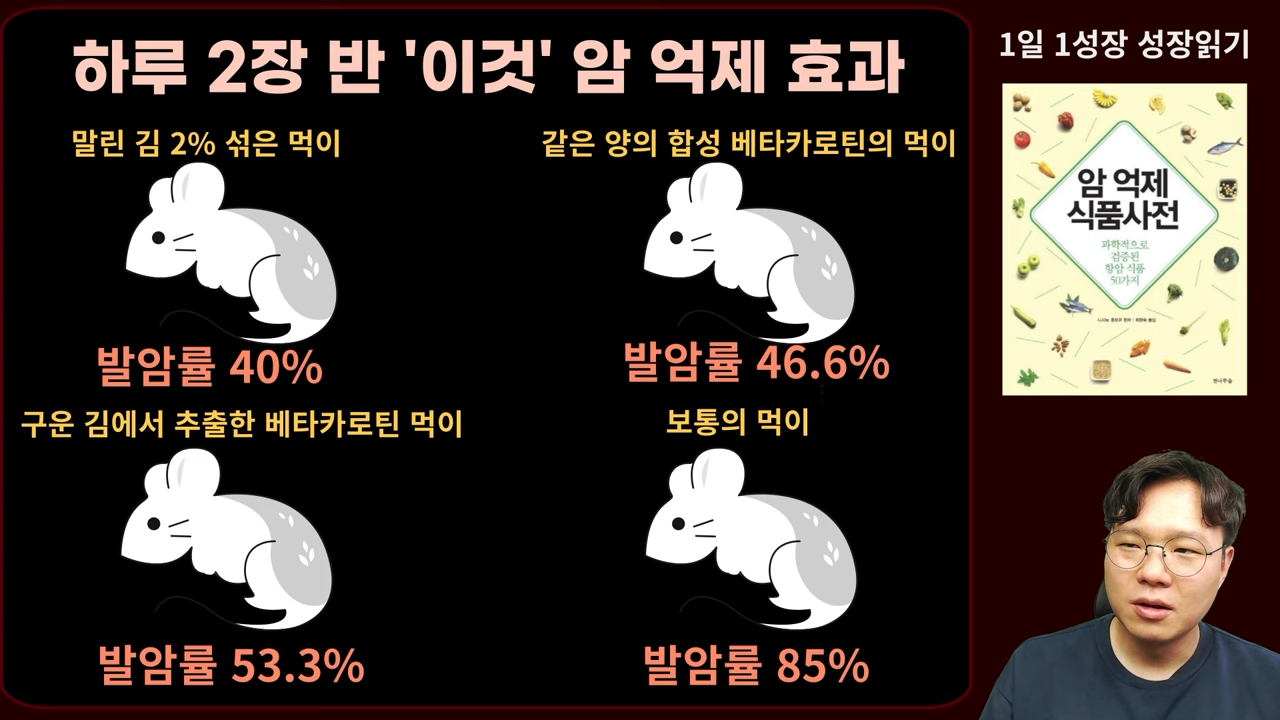 하루 2장 반 '이것' 암 억제 효과
말린 김 2% 섞은 먹이
발암률 40%
같은 양의 합성 베타카로틴의 먹이
발암률 46.6%
구운 김에서 추출한 베타카로틴 먹이
발암률 53.3%
보통의 먹이
발암률 85%
1일 1성장 성장읽기
암 억제
식품사전
과학적으로
검증된
항암 식품
50가지
전나무숲